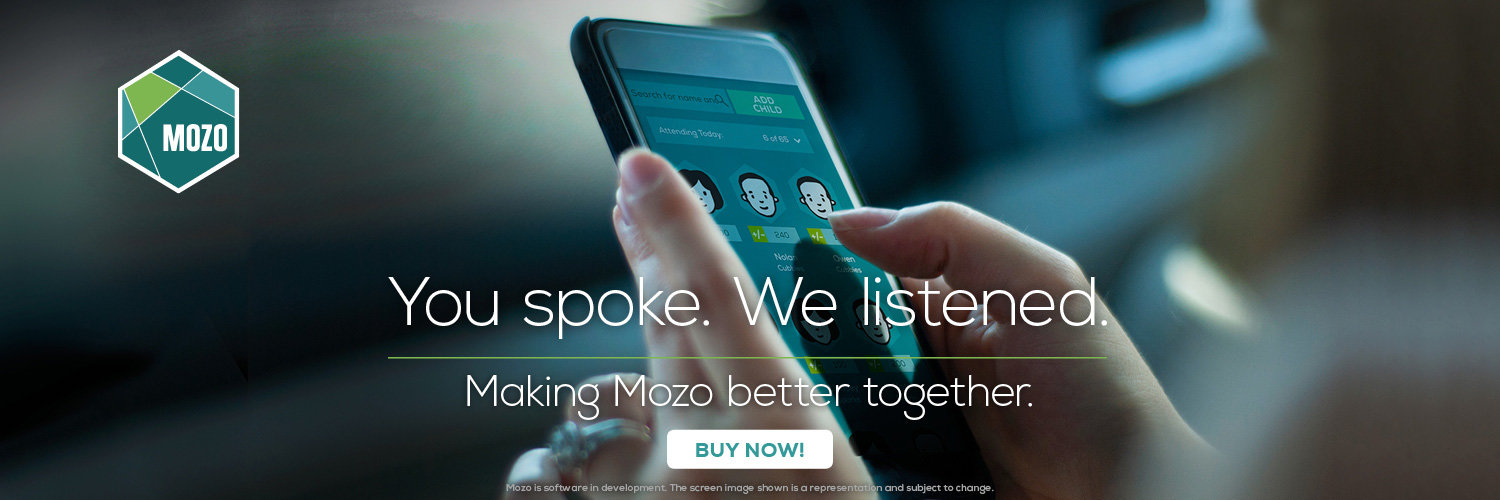 MOZO
Search for name and
ADD
CHILD
Attending Today:
6 of 65
+/-
240
+/-
Nolan
Owen
Cubbies
Cubbies
You spoke. We listened.
Making Mozo better together.
BUY NOW!
Mozo is software in development. The screen image shown is a representation and subject to change.